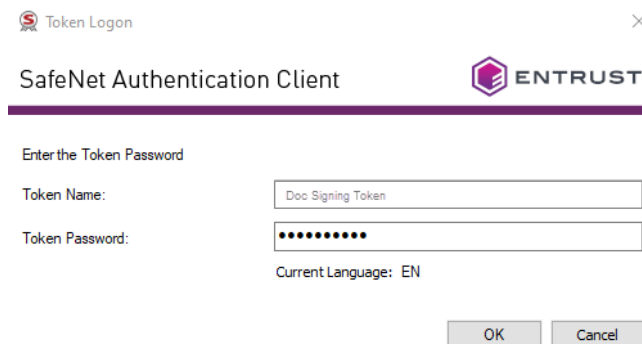 Token Logon
SafeNet Authentication Client
ENTRUST
Enter the Token Password
Token Name: Doc Signing Token
Token Password: ••••••••••
Current Language: EN
OK Cancel